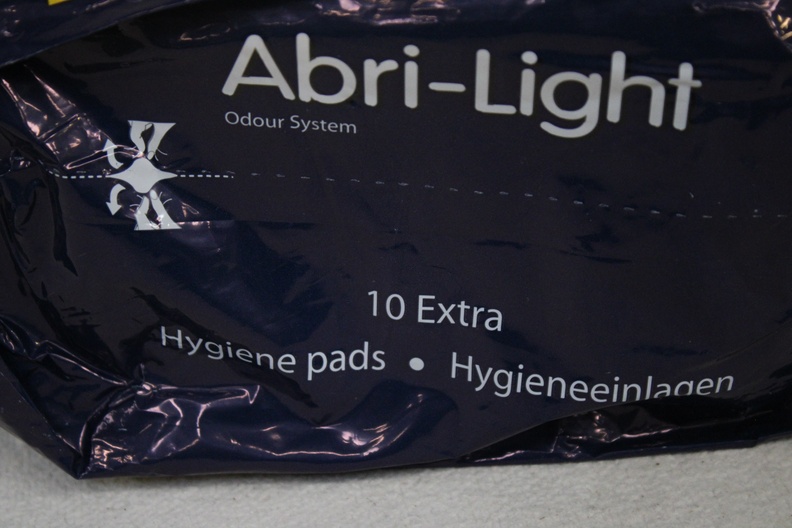 Abri-Light
Odour System
10 Extra
Hygiene pads • Hygieneeinlagen